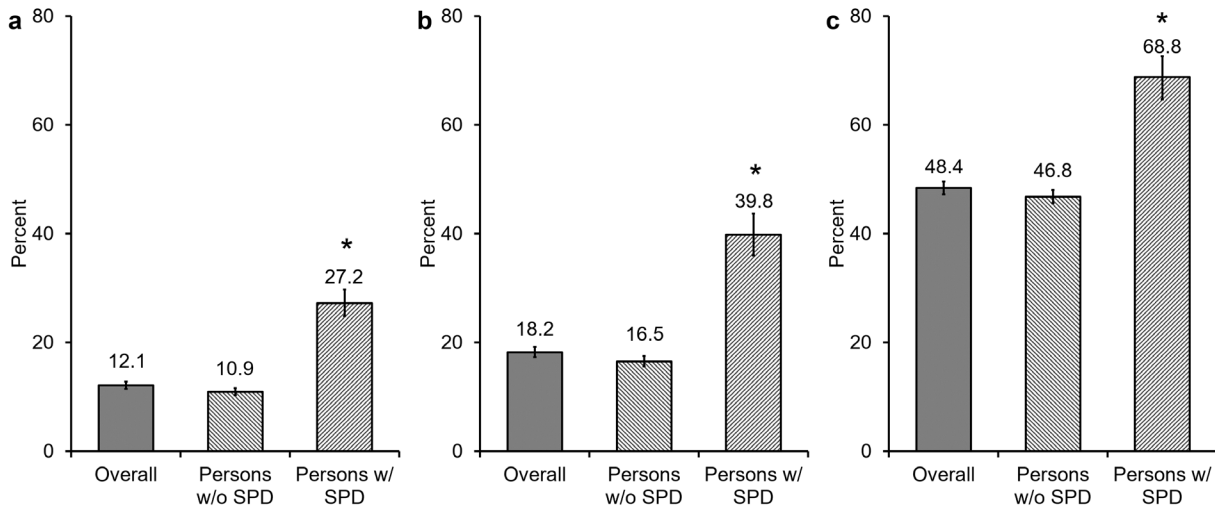 a
80
60
40
20
0
Percent
12.1
10.9
*
27.2
Overall
Persons w/o SPD
Persons w/ SPD
b
80
60
40
20
0
Percent
18.2
16.5
*
39.8
Overall
Persons w/o SPD
Persons w/ SPD
c
80
60
40
20
0
Percent
48.4
46.8
*
68.8
Overall
Persons w/o SPD
Persons w/ SPD